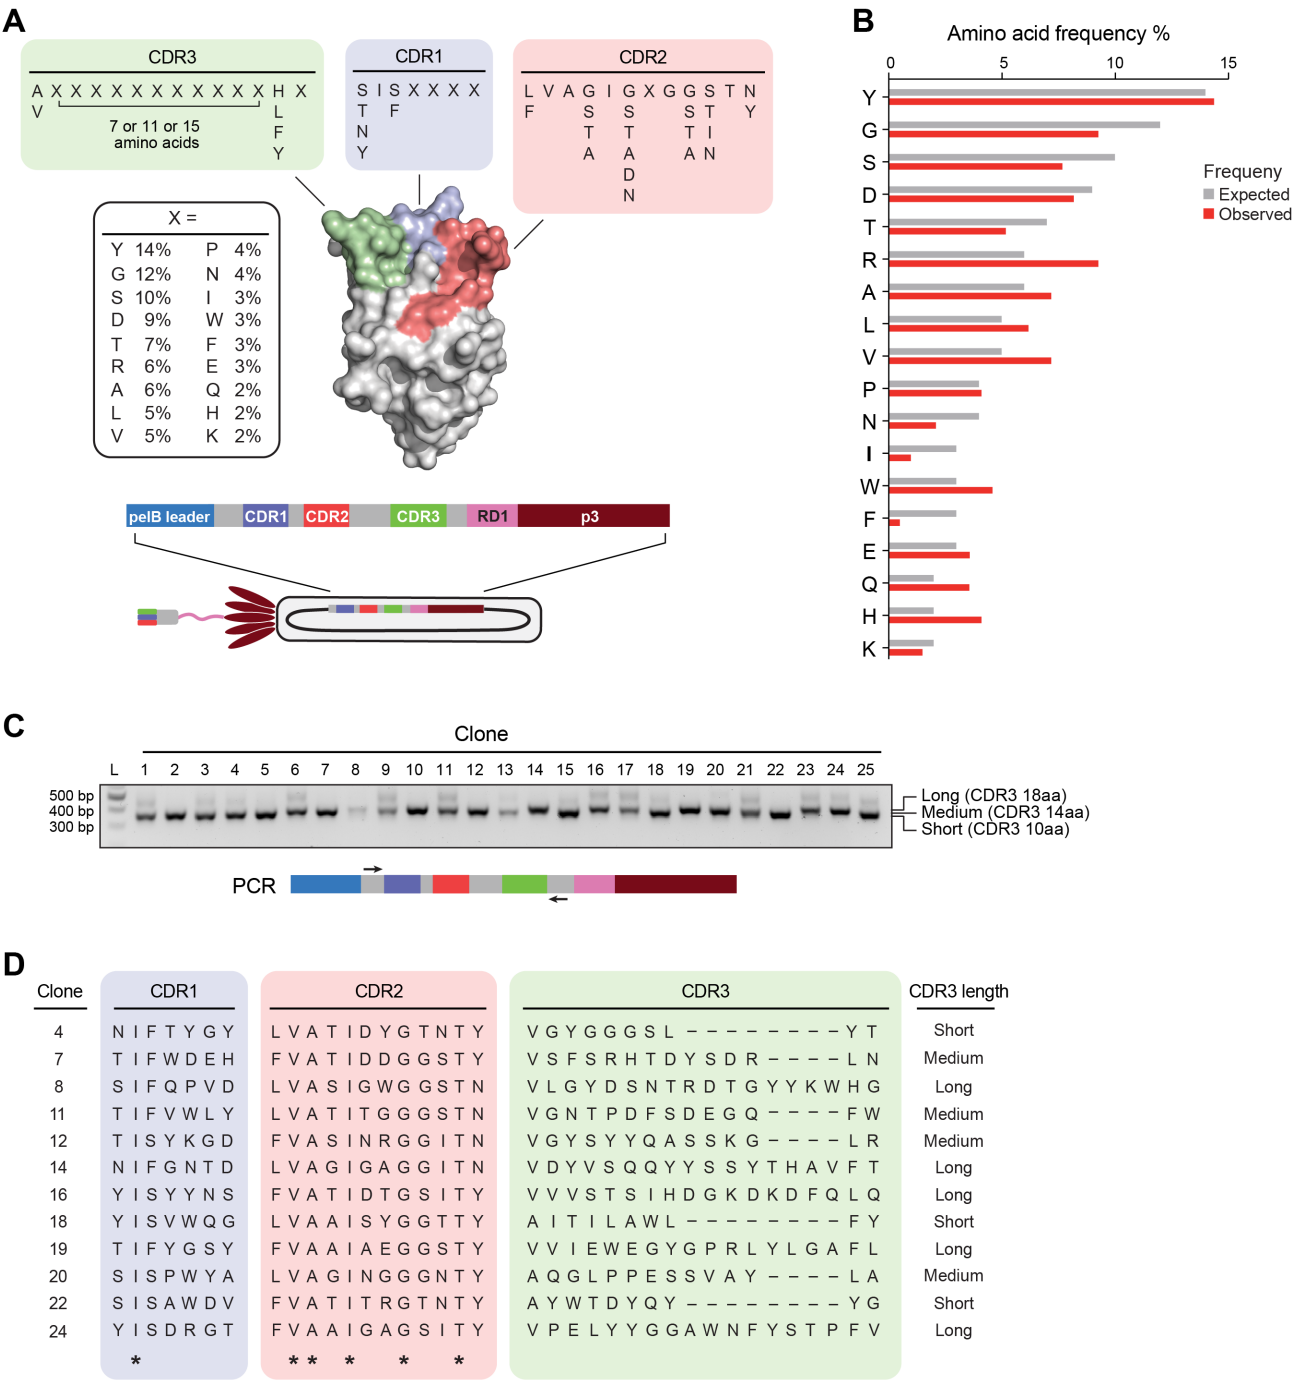 A
CDR3
A X X X X X X X X X X X H X
V L
F
Y
7 or 11 or 15
amino acids
CDR1
S I S X X X X
T F
N
Y
CDR2
L V A G I G X G G S T N
F S S S T Y
T T T I
A A A N
D
N
X =
Y 14% P 4%
G 12% N 4%
S 10% I 3%
D 9% W 3%
T 7% F 3%
R 6% E 3%
A 6% Q 2%
L 5% H 2%
V 5% K 2%
pelB leader CDR1 CDR2 CDR3 RD1 p3
B
Amino acid frequency %
0 5 10 15
Y
G
S
D
T
R
A
L
V
P
N
I
W
F
E
Q
H
K
Frequeny
Expected
Observed
C
Clone
L 1 2 3 4 5 6 7 8 9 10 11 12 13 14 15 16 17 18 19 20 21 22 23 24 25
500 bp
400 bp
300 bp
Long (CDR3 18aa)
Medium (CDR3 14aa)
Short (CDR3 10aa)
PCR
D
Clone CDR1 CDR2 CDR3 CDR3 length
4 N I F T Y G Y L V A T I D Y G T N T Y V G Y G G G S L – – – – – – – – Y T Short
7 T I F W D E H F V A T I D D G G S T Y V S F S R H T D Y S D R – – – – L N Medium
8 S I F Q P V D L V A S I G W G G S T N V L G Y D S N T R D T G Y Y K W H G Long
11 T I F V W L Y L V A T I T G G G S T N V G N T P D F S D E G Q – – – – F W Medium
12 T I S Y K G D F V A S I N R G G I T N V G Y S Y Y Q A S S K G – – – – L R Medium
14 N I F G N T D L V A G I G A G G I T N V D Y V S Q Q Y Y S S Y T H A V F T Long
16 Y I S Y Y N S F V A T I D T G S I T Y V V V S T S I H D G K D K D F Q L Q Long
18 Y I S V W Q G L V A A I S Y G G T T Y A I T I L A W L – – – – – – – – F Y Short
19 T I F Y G S Y F V A A I A E G G S T Y V V I E W E G Y G P R L Y L G A F L Long
20 S I S P W Y A L V A G I N G G G N T Y A Q G L P P E S S V A Y – – – – L A Medium
22 S I S A W D V F V A T I T R G T N T Y A Y W T D Y Q Y – – – – – – – – Y G Short
24 Y I S D R G T F V A A I G A G S I T Y V P E L Y Y G G A W N F Y S T P F V Long
* * * * * *